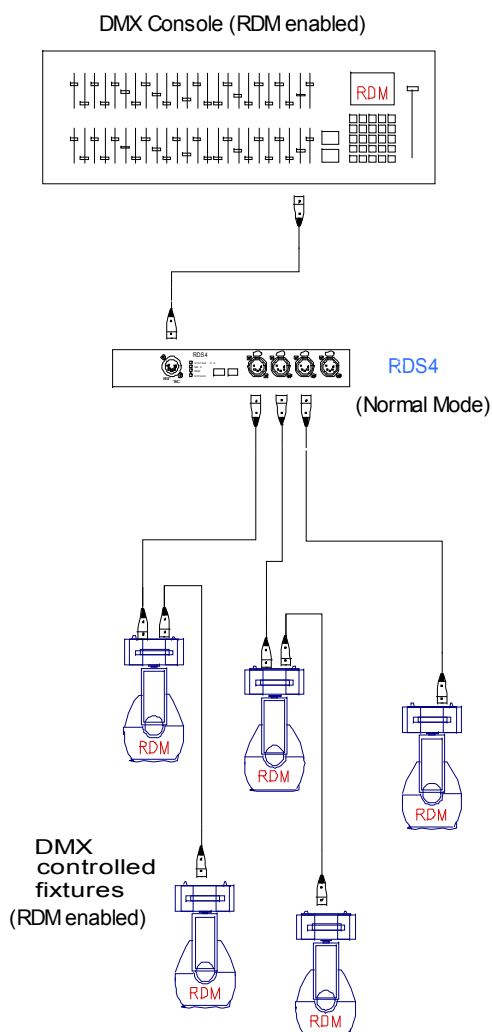 DMX Console (RDM enabled)
RDM
RDS4
RDS4
(Normal Mode)
RDM
RDM
RDM
DMX
controlled
fixtures
(RDM enabled)
RDM
RDM